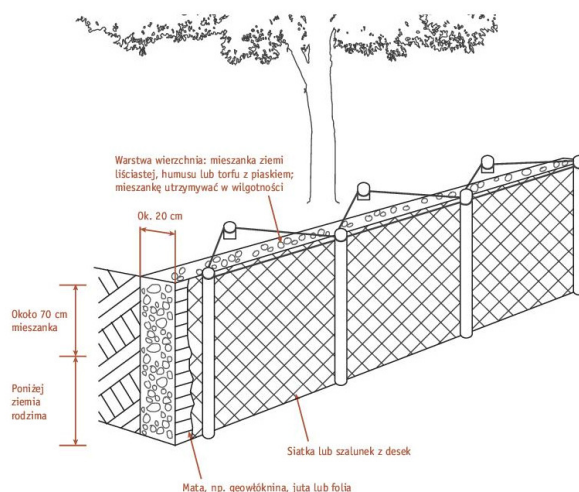 Warstwa wierzchnia: mieszanka ziemi
liściastej, humusu lub torfu z piaskiem;
mieszankę utrzymywać w wilgotności
Ok. 20 cm
Około 70 cm
mieszanka
Poniżej
ziemia
rodzima
Siatka lub szalunek z desek
Mata, np. geowłóknina, juta lub folia